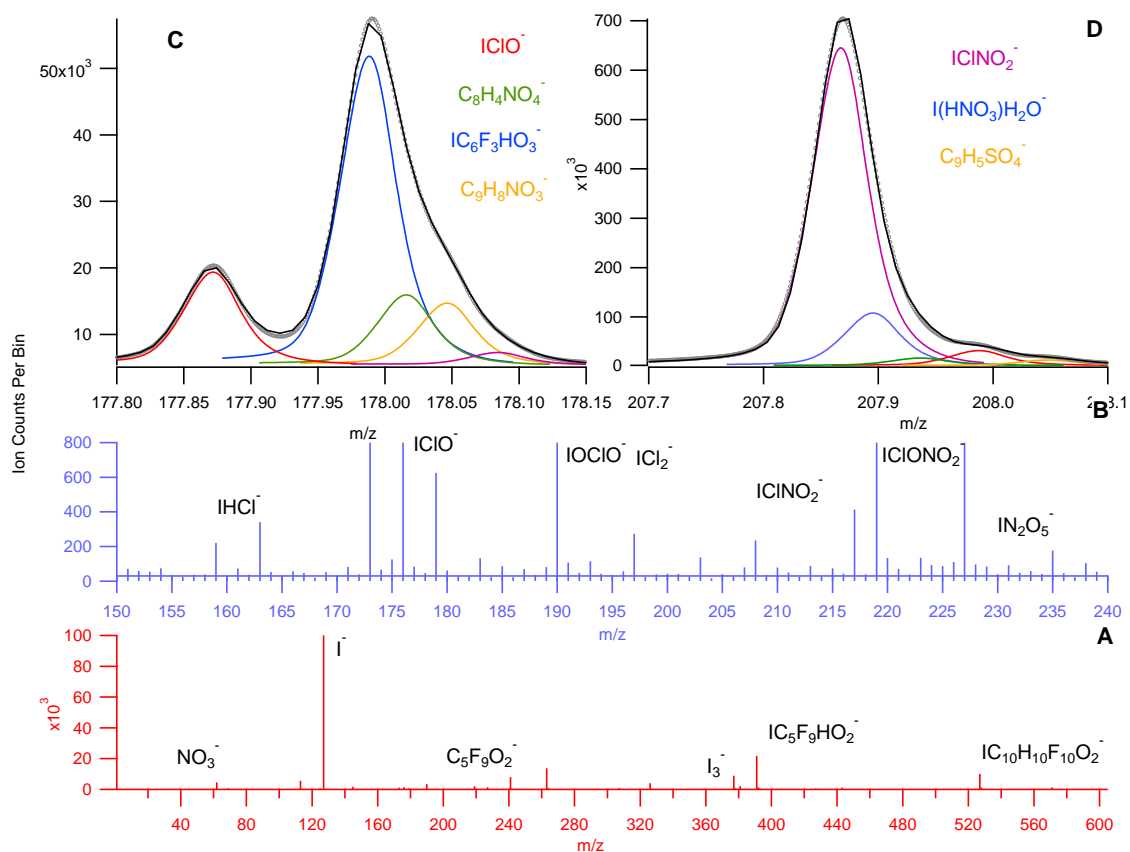 C
IClO⁻
C₈H₄NO₄⁻
IC₆F₃HO₃⁻
C₉H₈NO₃⁻
50x10³
40
30
20
10
177.80 177.85 177.90 177.95 178.00 178.05 178.10 178.15
m/z
D
IClNO₂⁻
I(HNO₃)H₂O⁻
C₉H₅SO₄⁻
x10³
700
600
500
400
300
200
100
0
207.7 207.8 207.9 208.0
m/z
Ion Counts Per Bin
B
IHCl⁻
IClO⁻
IOClO⁻
ICl₂⁻
IClNO₂⁻
IClONO₂⁻
IN₂O₅⁻
800
600
400
200
0
150 155 160 165 170 175 180 185 190 195 200 205 210 215 220 225 230 235 240
m/z
A
x10³
100
80
60
40
20
0
NO₃⁻
I⁻
C₅F₉O₂⁻
I₃⁻
IC₅F₉HO₂⁻
IC₁₀H₁₀F₁₀O₂⁻
40 80 120 160 200 240 280 320 360 400 440 480 520 560 600
m/z